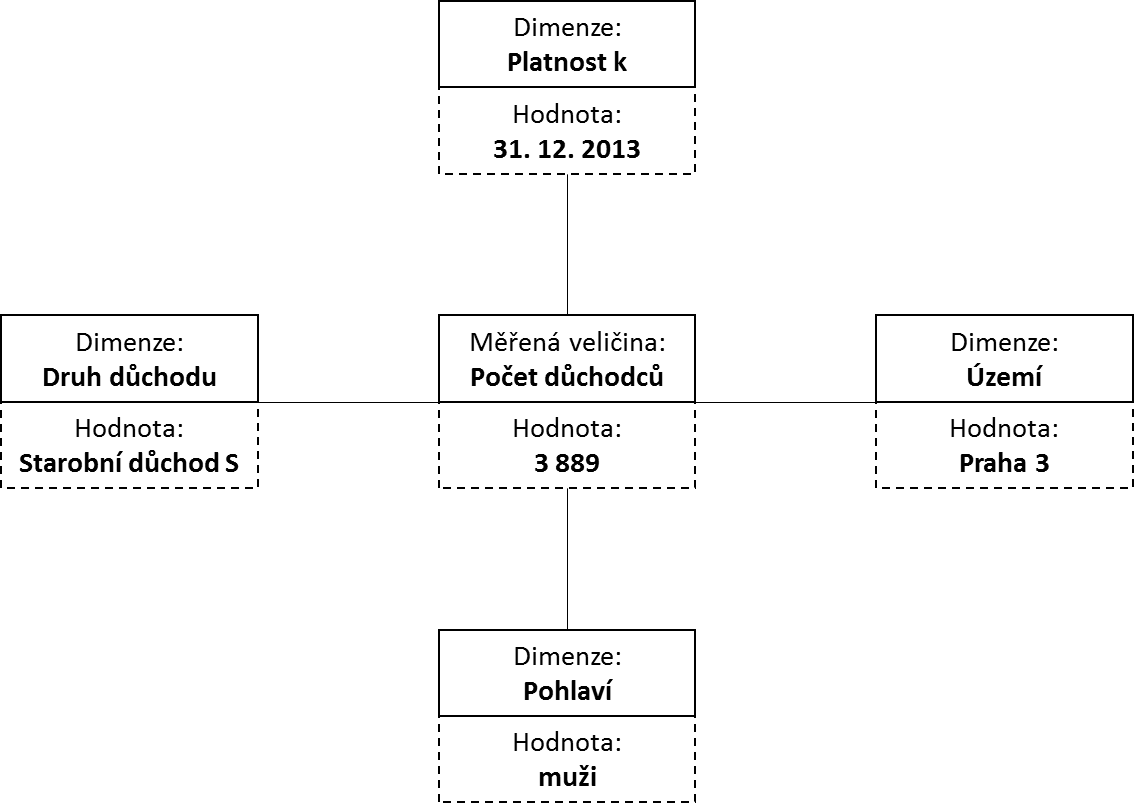 Dimenze:
Platnost k
Hodnota:
31. 12. 2013
Dimenze:
Druh důchodu
Hodnota:
Starobní důchod S
Měřená veličina:
Počet důchodců
Hodnota:
3 889
Dimenze:
Území
Hodnota:
Praha 3
Dimenze:
Pohlaví
Hodnota:
muži